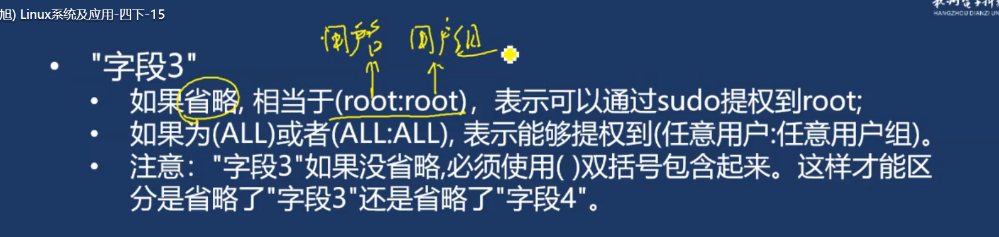 旭) Linux系统及应用-四下-15
HANGZHOU DIANZI UN
用户名 用户组
"字段3"
如果省略, 相当于(root:root)，表示可以通过sudo提权到root;
如果为(ALL)或者(ALL:ALL), 表示能够提权到(任意用户:任意用户组)。
注意："字段3"如果没省略,必须使用( )双括号包含起来。这样才能区
分是省略了"字段3"还是省略了"字段4"。